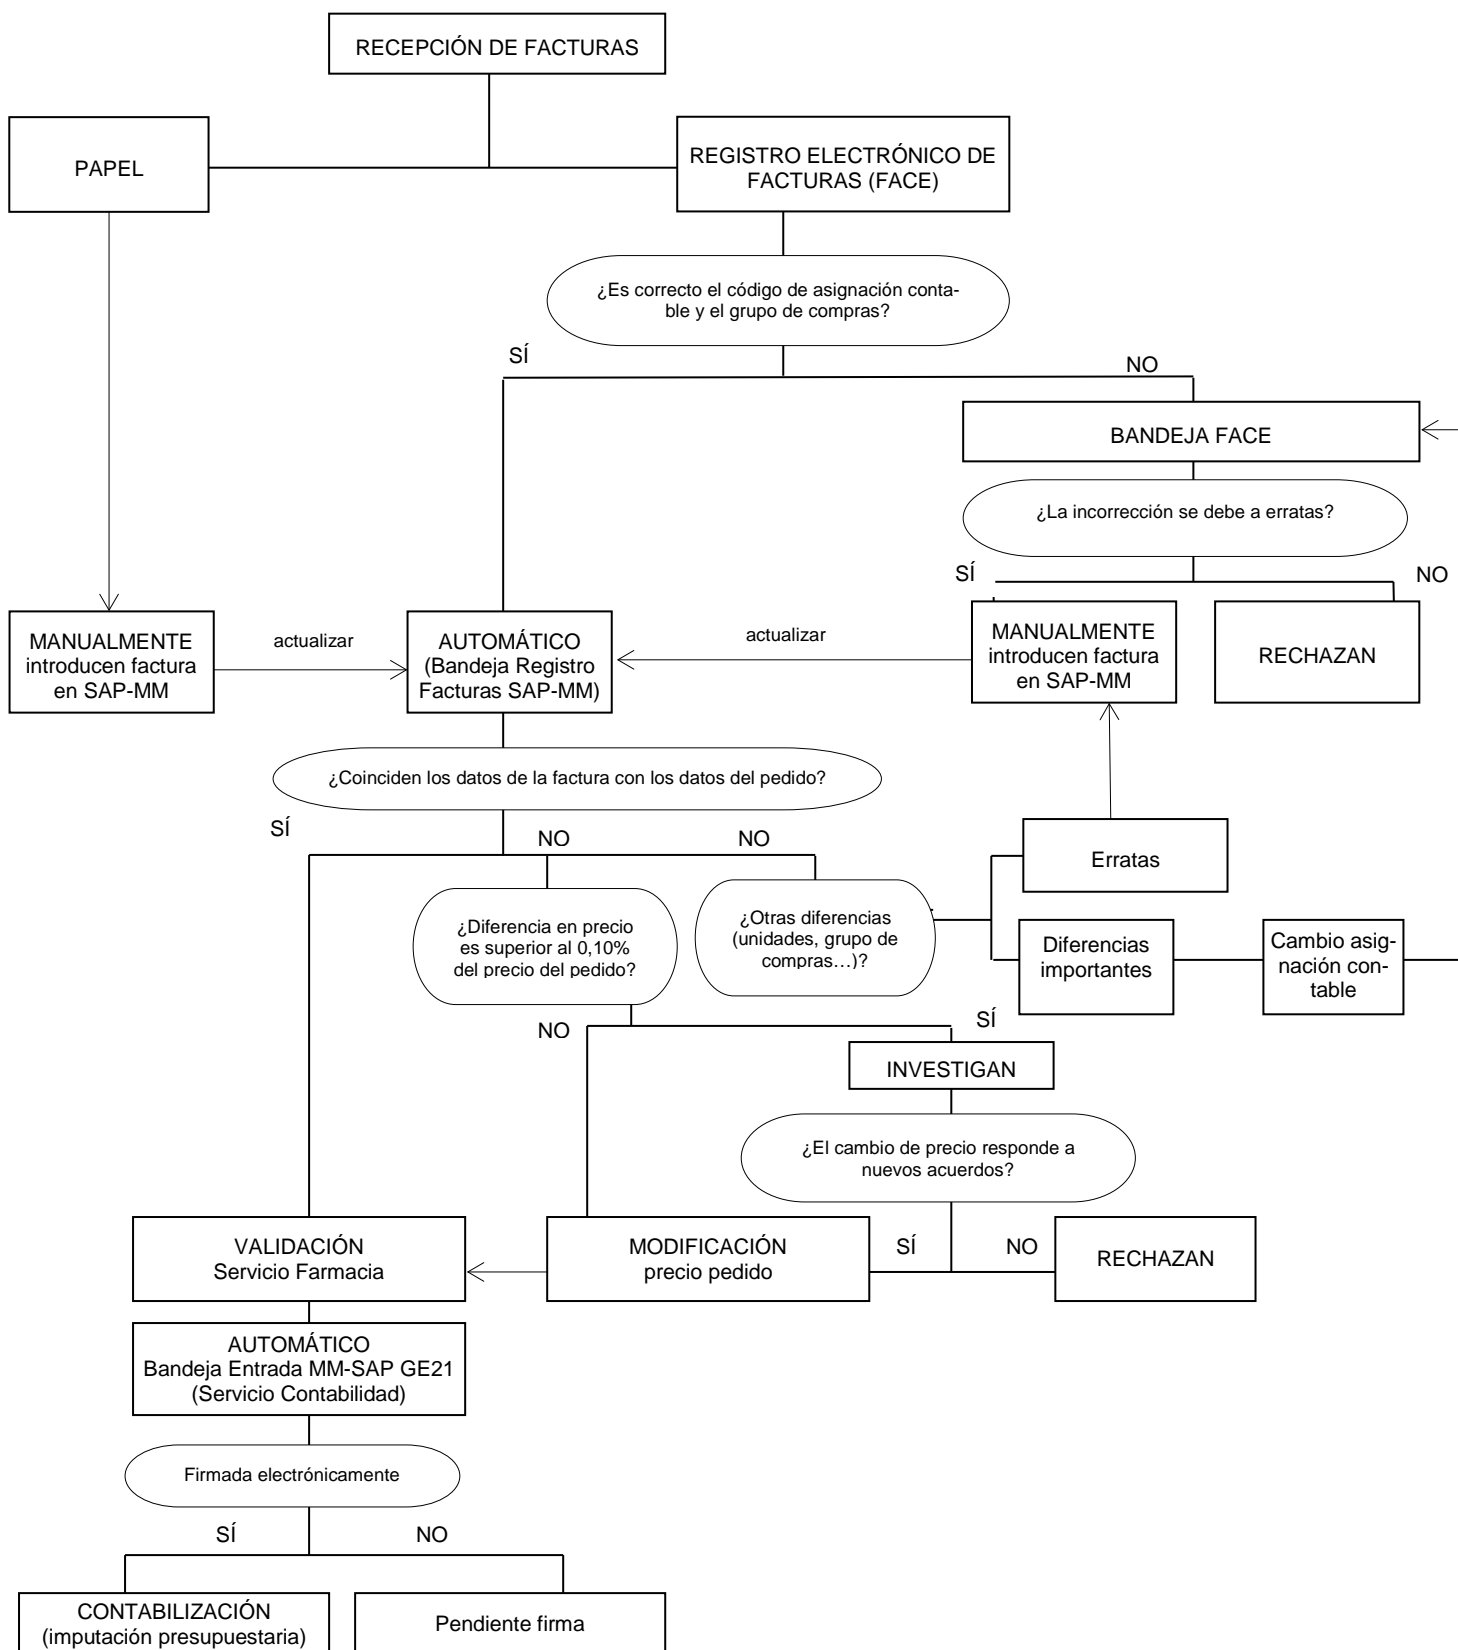 RECEPCIÓN DE FACTURAS
PAPEL
REGISTRO ELECTRÓNICO DE
FACTURAS (FACE)
¿Es correcto el código de asignación conta-
ble y el grupo de compras?
SÍ
NO
BANDEJA FACE
¿La incorrección se debe a erratas?
SÍ
NO
MANUALMENTE
introducen factura
en SAP-MM
actualizar
AUTOMÁTICO
(Bandeja Registro
Facturas SAP-MM)
actualizar
MANUALMENTE
introducen factura
en SAP-MM
RECHAZAN
¿Coinciden los datos de la factura con los datos del pedido?
SÍ
NO
NO
Erratas
¿Diferencia en precio
es superior al 0,10%
del precio del pedido?
¿Otras diferencias
(unidades, grupo de
compras…)?
Diferencias
importantes
Cambio asig-
nación con-
table
NO
SÍ
INVESTIGAN
¿El cambio de precio responde a
nuevos acuerdos?
VALIDACIÓN
Servicio Farmacia
MODIFICACIÓN
precio pedido
SÍ
NO
RECHAZAN
AUTOMÁTICO
Bandeja Entrada MM-SAP GE21
(Servicio Contabilidad)
Firmada electrónicamente
SÍ
NO
CONTABILIZACIÓN
(imputación presupuestaria)
Pendiente firma